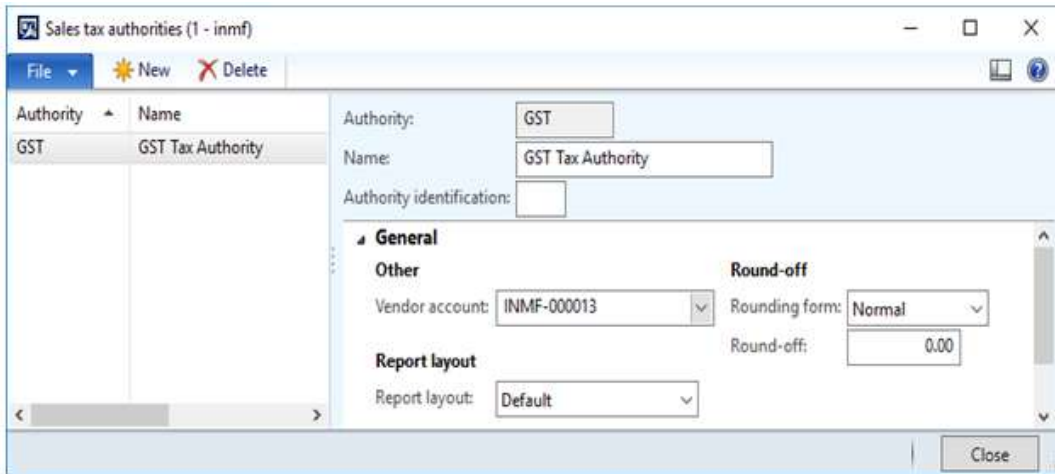 Sales tax authorities (1 - inmf)
File New Delete
Authority Name
GST GST Tax Authority
Authority: GST
Name: GST Tax Authority
Authority identification:
General
Other
Vendor account: INMF-000013
Report layout
Report layout: Default
Round-off
Rounding form: Normal
Round-off: 0.00
Close